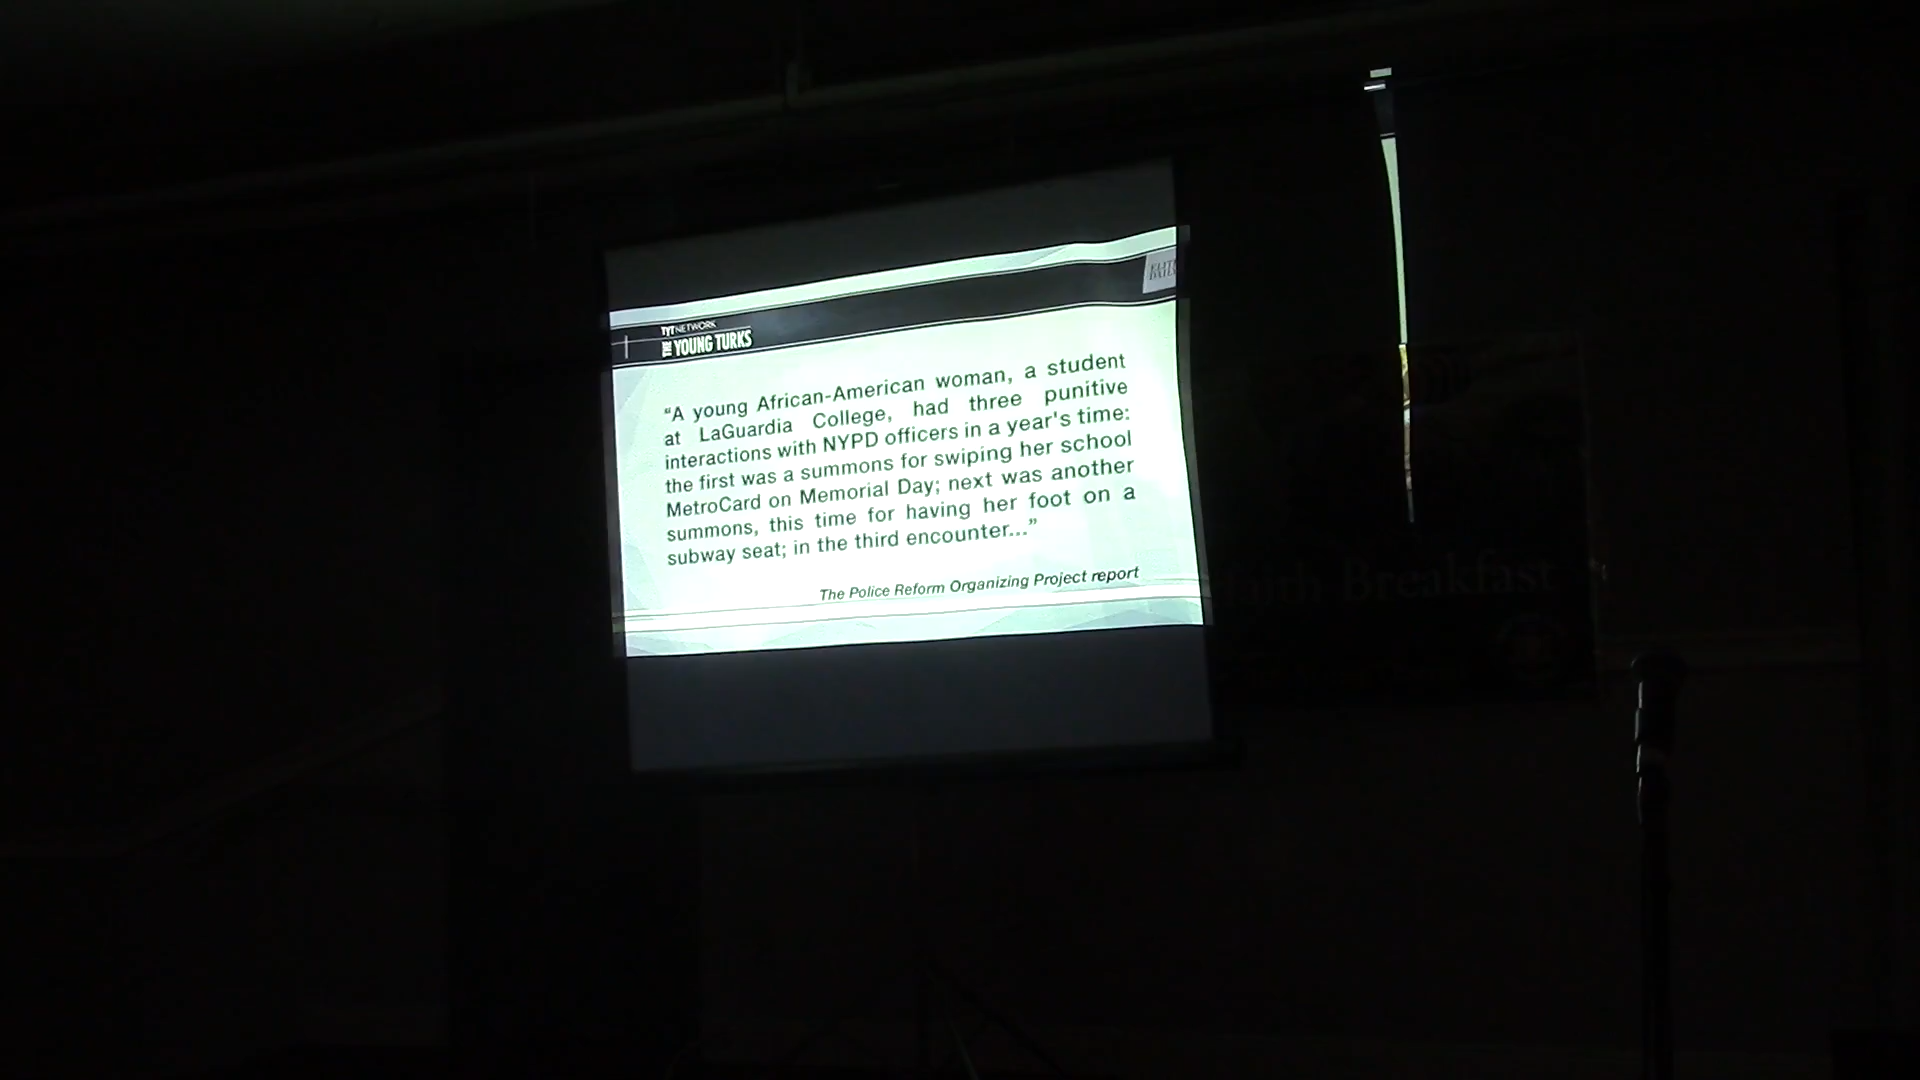 ELITE
DAILY
TYT NETWORK
THE YOUNG TURKS
“A young African-American woman, a student
at LaGuardia College, had three punitive
interactions with NYPD officers in a year's time:
the first was a summons for swiping her school
MetroCard on Memorial Day; next was another
summons, this time for having her foot on a
subway seat; in the third encounter...”
The Police Reform Organizing Project report
Breakfast